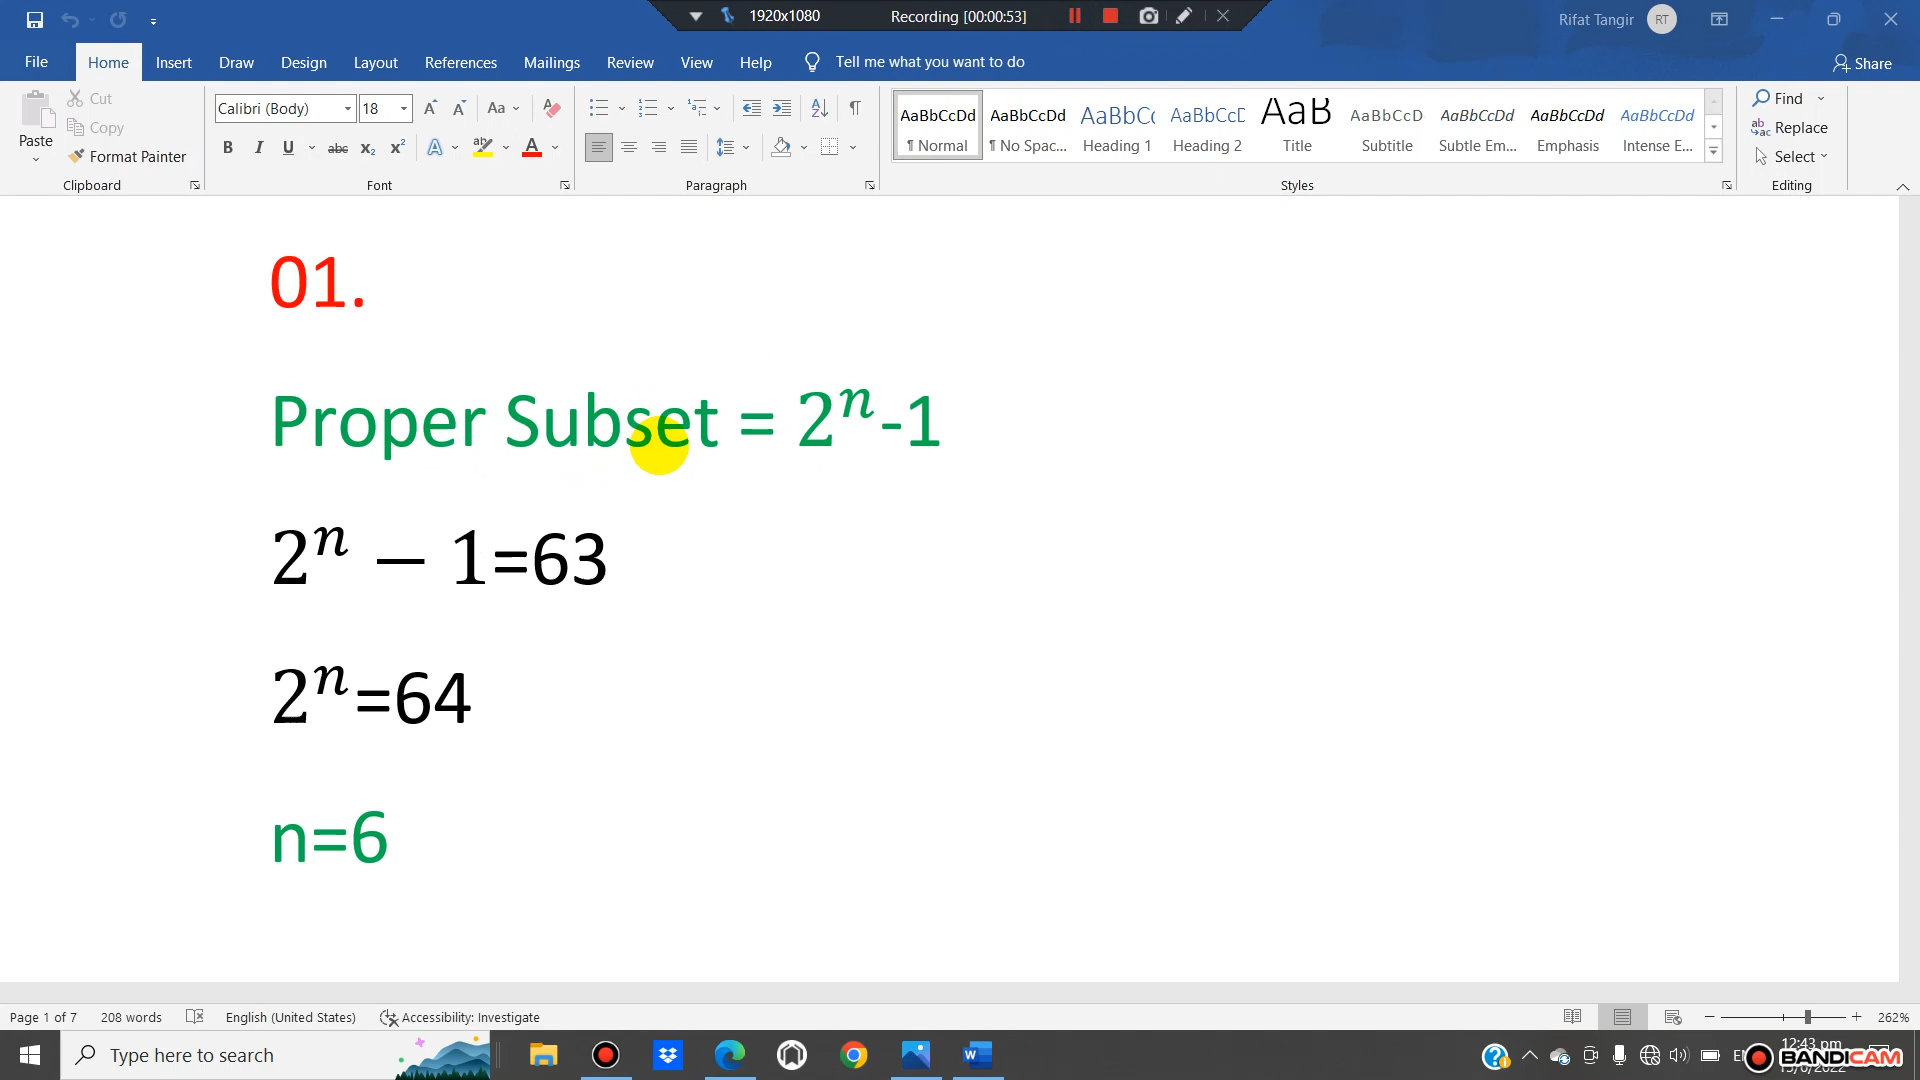 1920x1080
Recording [00:00:53]
Rifat Tangir
RT
File
Home
Insert
Draw
Design
Layout
References
Mailings
Review
View
Help
Tell me what you want to do
Share
Paste
Cut
Copy
Format Painter
Clipboard
Calibri (Body)
18
Font
Paragraph
AaBbCcDd
¶ Normal
AaBbCcDd
¶ No Spac...
AaBbCc
Heading 1
AaBbCcD
Heading 2
AaB
Title
AaBbCcD
Subtitle
AaBbCcDd
Subtle Em...
AaBbCcDd
Emphasis
AaBbCcDd
Intense E...
Styles
Find
Replace
Select
Editing
01.
Proper Subset = 2ⁿ-1
2ⁿ − 1=63
2ⁿ=64
n=6
Page 1 of 7
208 words
English (United States)
Accessibility: Investigate
262%
Type here to search
12:43 pm
BANDICAM